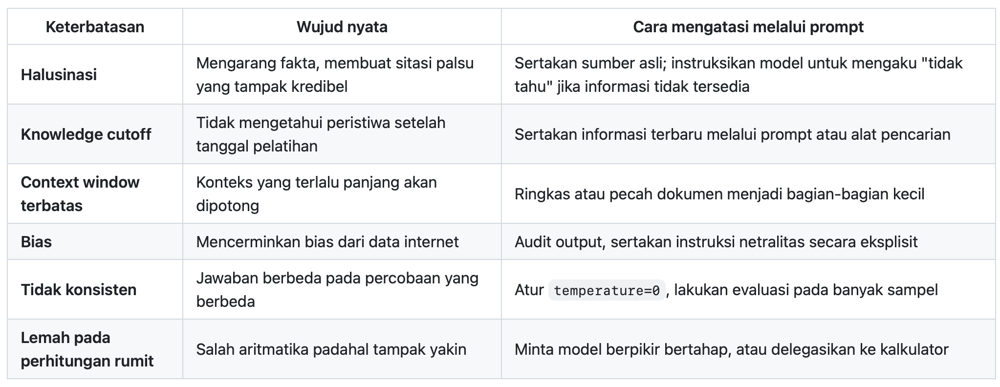 Keterbatasan
Wujud nyata
Cara mengatasi melalui prompt
Halusinasi
Mengarang fakta, membuat sitasi palsu
yang tampak kredibel
Sertakan sumber asli; instruksikan model untuk mengaku "tidak
tahu" jika informasi tidak tersedia
Knowledge cutoff
Tidak mengetahui peristiwa setelah
tanggal pelatihan
Sertakan informasi terbaru melalui prompt atau alat pencarian
Context window
terbatas
Konteks yang terlalu panjang akan
dipotong
Ringkas atau pecah dokumen menjadi bagian-bagian kecil
Bias
Mencerminkan bias dari data internet
Audit output, sertakan instruksi netralitas secara eksplisit
Tidak konsisten
Jawaban berbeda pada percobaan yang
berbeda
Atur temperature=0, lakukan evaluasi pada banyak sampel
Lemah pada
perhitungan rumit
Salah aritmatika padahal tampak yakin
Minta model berpikir bertahap, atau delegasikan ke kalkulator